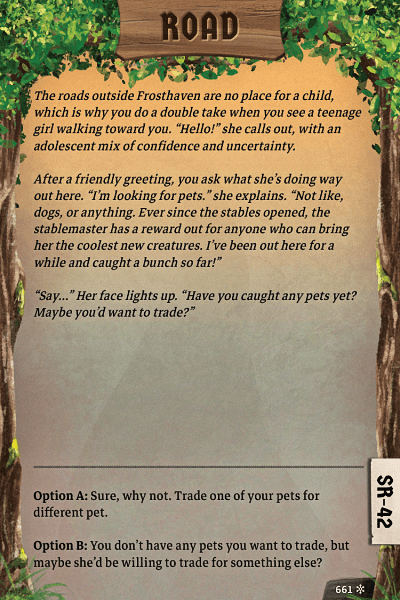 ROAD
The roads outside Frosthaven are no place for a child,
which is why you do a double take when you see a teenage
girl walking toward you. “Hello!” she calls out, with an
adolescent mix of confidence and uncertainty.
After a friendly greeting, you ask what she’s doing way
out here. “I’m looking for pets.” she explains. “Not like,
dogs, or anything. Ever since the stables opened, the
stablemaster has a reward out for anyone who can bring
her the coolest new creatures. I’ve been out here for a
while and caught a bunch so far!”
“Say...” Her face lights up. “Have you caught any pets yet?
Maybe you’d want to trade?”
Option A: Sure, why not. Trade one of your pets for
different pet.
Option B: You don’t have any pets you want to trade, but
maybe she’d be willing to trade for something else?
SR-42
661